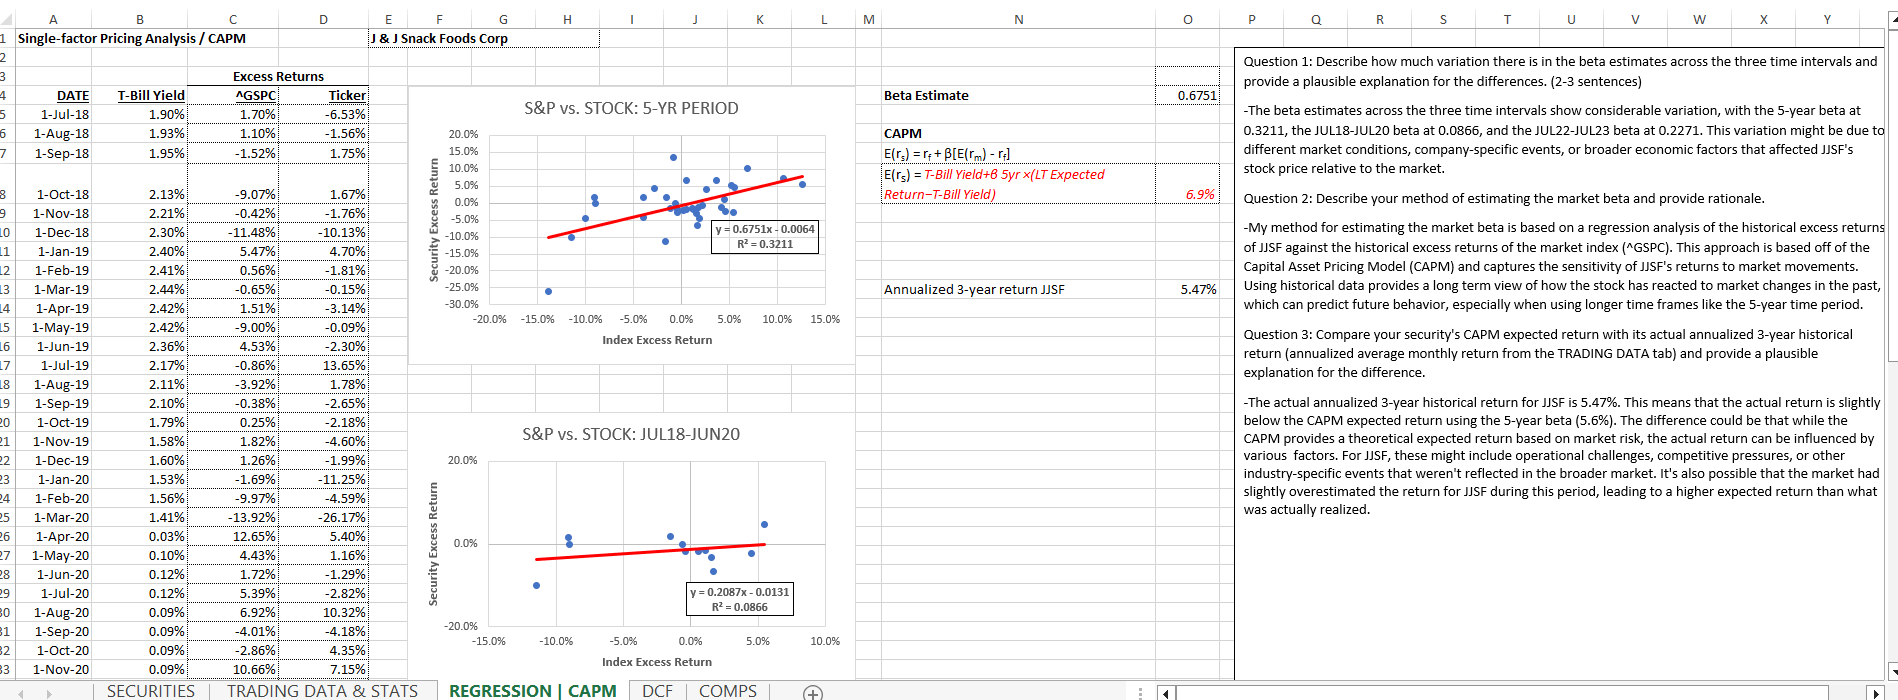 A B C D E F G H I J K L M N O P Q R S T U V W X Y
1 Single-factor Pricing Analysis / CAPM J & J Snack Foods Corp
2
3 Excess Returns
4 DATE T-Bill Yield ^GSPC Ticker
5 1-Jul-18 1.90% 1.70% -6.53%
6 1-Aug-18 1.93% 1.10% -1.56%
7 1-Sep-18 1.95% -1.52% 1.75%
8 1-Oct-18 2.13% -9.07% 1.67%
9 1-Nov-18 2.21% -0.42% -1.76%
10 1-Dec-18 2.30% -11.48% -10.13%
11 1-Jan-19 2.40% 5.47% 4.70%
12 1-Feb-19 2.41% 0.56% -1.81%
13 1-Mar-19 2.44% -0.65% -0.15%
14 1-Apr-19 2.42% 1.51% -3.14%
15 1-May-19 2.42% -9.00% -0.09%
16 1-Jun-19 2.36% 4.53% -2.30%
17 1-Jul-19 2.17% -0.86% 13.65%
18 1-Aug-19 2.11% -3.92% 1.78%
19 1-Sep-19 2.10% -0.38% -2.65%
20 1-Oct-19 1.79% 0.25% -2.18%
21 1-Nov-19 1.58% 1.82% -4.60%
22 1-Dec-19 1.60% 1.26% -1.99%
23 1-Jan-20 1.53% -1.69% -11.25%
24 1-Feb-20 1.56% -9.97% -4.59%
25 1-Mar-20 1.41% -13.92% -26.17%
26 1-Apr-20 0.03% 12.65% 5.40%
27 1-May-20 0.10% 4.43% 1.16%
28 1-Jun-20 0.12% 1.72% -1.29%
29 1-Jul-20 0.12% 5.39% -2.82%
30 1-Aug-20 0.09% 6.92% 10.32%
31 1-Sep-20 0.09% -4.01% -4.18%
32 1-Oct-20 0.09% -2.86% 4.35%
33 1-Nov-20 0.09% 10.66% 7.15%
S&P vs. STOCK: 5-YR PERIOD
Security Excess Return
20.0%
15.0%
10.0%
5.0%
0.0%
-5.0%
-10.0%
-15.0%
-20.0%
-25.0%
-30.0%
y = 0.6751x - 0.0064
R² = 0.3211
-20.0% -15.0% -10.0% -5.0% 0.0% 5.0% 10.0% 15.0%
Index Excess Return
S&P vs. STOCK: JUL18-JUN20
Security Excess Return
20.0%
0.0%
-20.0%
y = 0.2087x - 0.0131
R² = 0.0866
-15.0% -10.0% -5.0% 0.0% 5.0% 10.0%
Index Excess Return
Beta Estimate 0.6751
CAPM
E(rs) = rf + β[E(rm) - rf]
E(rs) = T-Bill Yield+β 5yr ×(LT Expected
Return−T-Bill Yield) 6.9%
Annualized 3-year return JJSF 5.47%
Question 1: Describe how much variation there is in the beta estimates across the three time intervals and
provide a plausible explanation for the differences. (2-3 sentences)
-The beta estimates across the three time intervals show considerable variation, with the 5-year beta at
0.3211, the JUL18-JUL20 beta at 0.0866, and the JUL22-JUL23 beta at 0.2271. This variation might be due to
different market conditions, company-specific events, or broader economic factors that affected JJSF's
stock price relative to the market.
Question 2: Describe your method of estimating the market beta and provide rationale.
-My method for estimating the market beta is based on a regression analysis of the historical excess returns
of JJSF against the historical excess returns of the market index (^GSPC). This approach is based off of the
Capital Asset Pricing Model (CAPM) and captures the sensitivity of JJSF's returns to market movements.
Using historical data provides a long term view of how the stock has reacted to market changes in the past,
which can predict future behavior, especially when using longer time frames like the 5-year time period.
Question 3: Compare your security's CAPM expected return with its actual annualized 3-year historical
return (annualized average monthly return from the TRADING DATA tab) and provide a plausible
explanation for the difference.
-The actual annualized 3-year historical return for JJSF is 5.47%. This means that the actual return is slightly
below the CAPM expected return using the 5-year beta (5.6%). The difference could be that while the
CAPM provides a theoretical expected return based on market risk, the actual return can be influenced by
various factors. For JJSF, these might include operational challenges, competitive pressures, or other
industry-specific events that weren't reflected in the broader market. It's also possible that the market had
slightly overestimated the return for JJSF during this period, leading to a higher expected return than what
was actually realized.
SECURITIES TRADING DATA & STATS REGRESSION | CAPM DCF COMPS